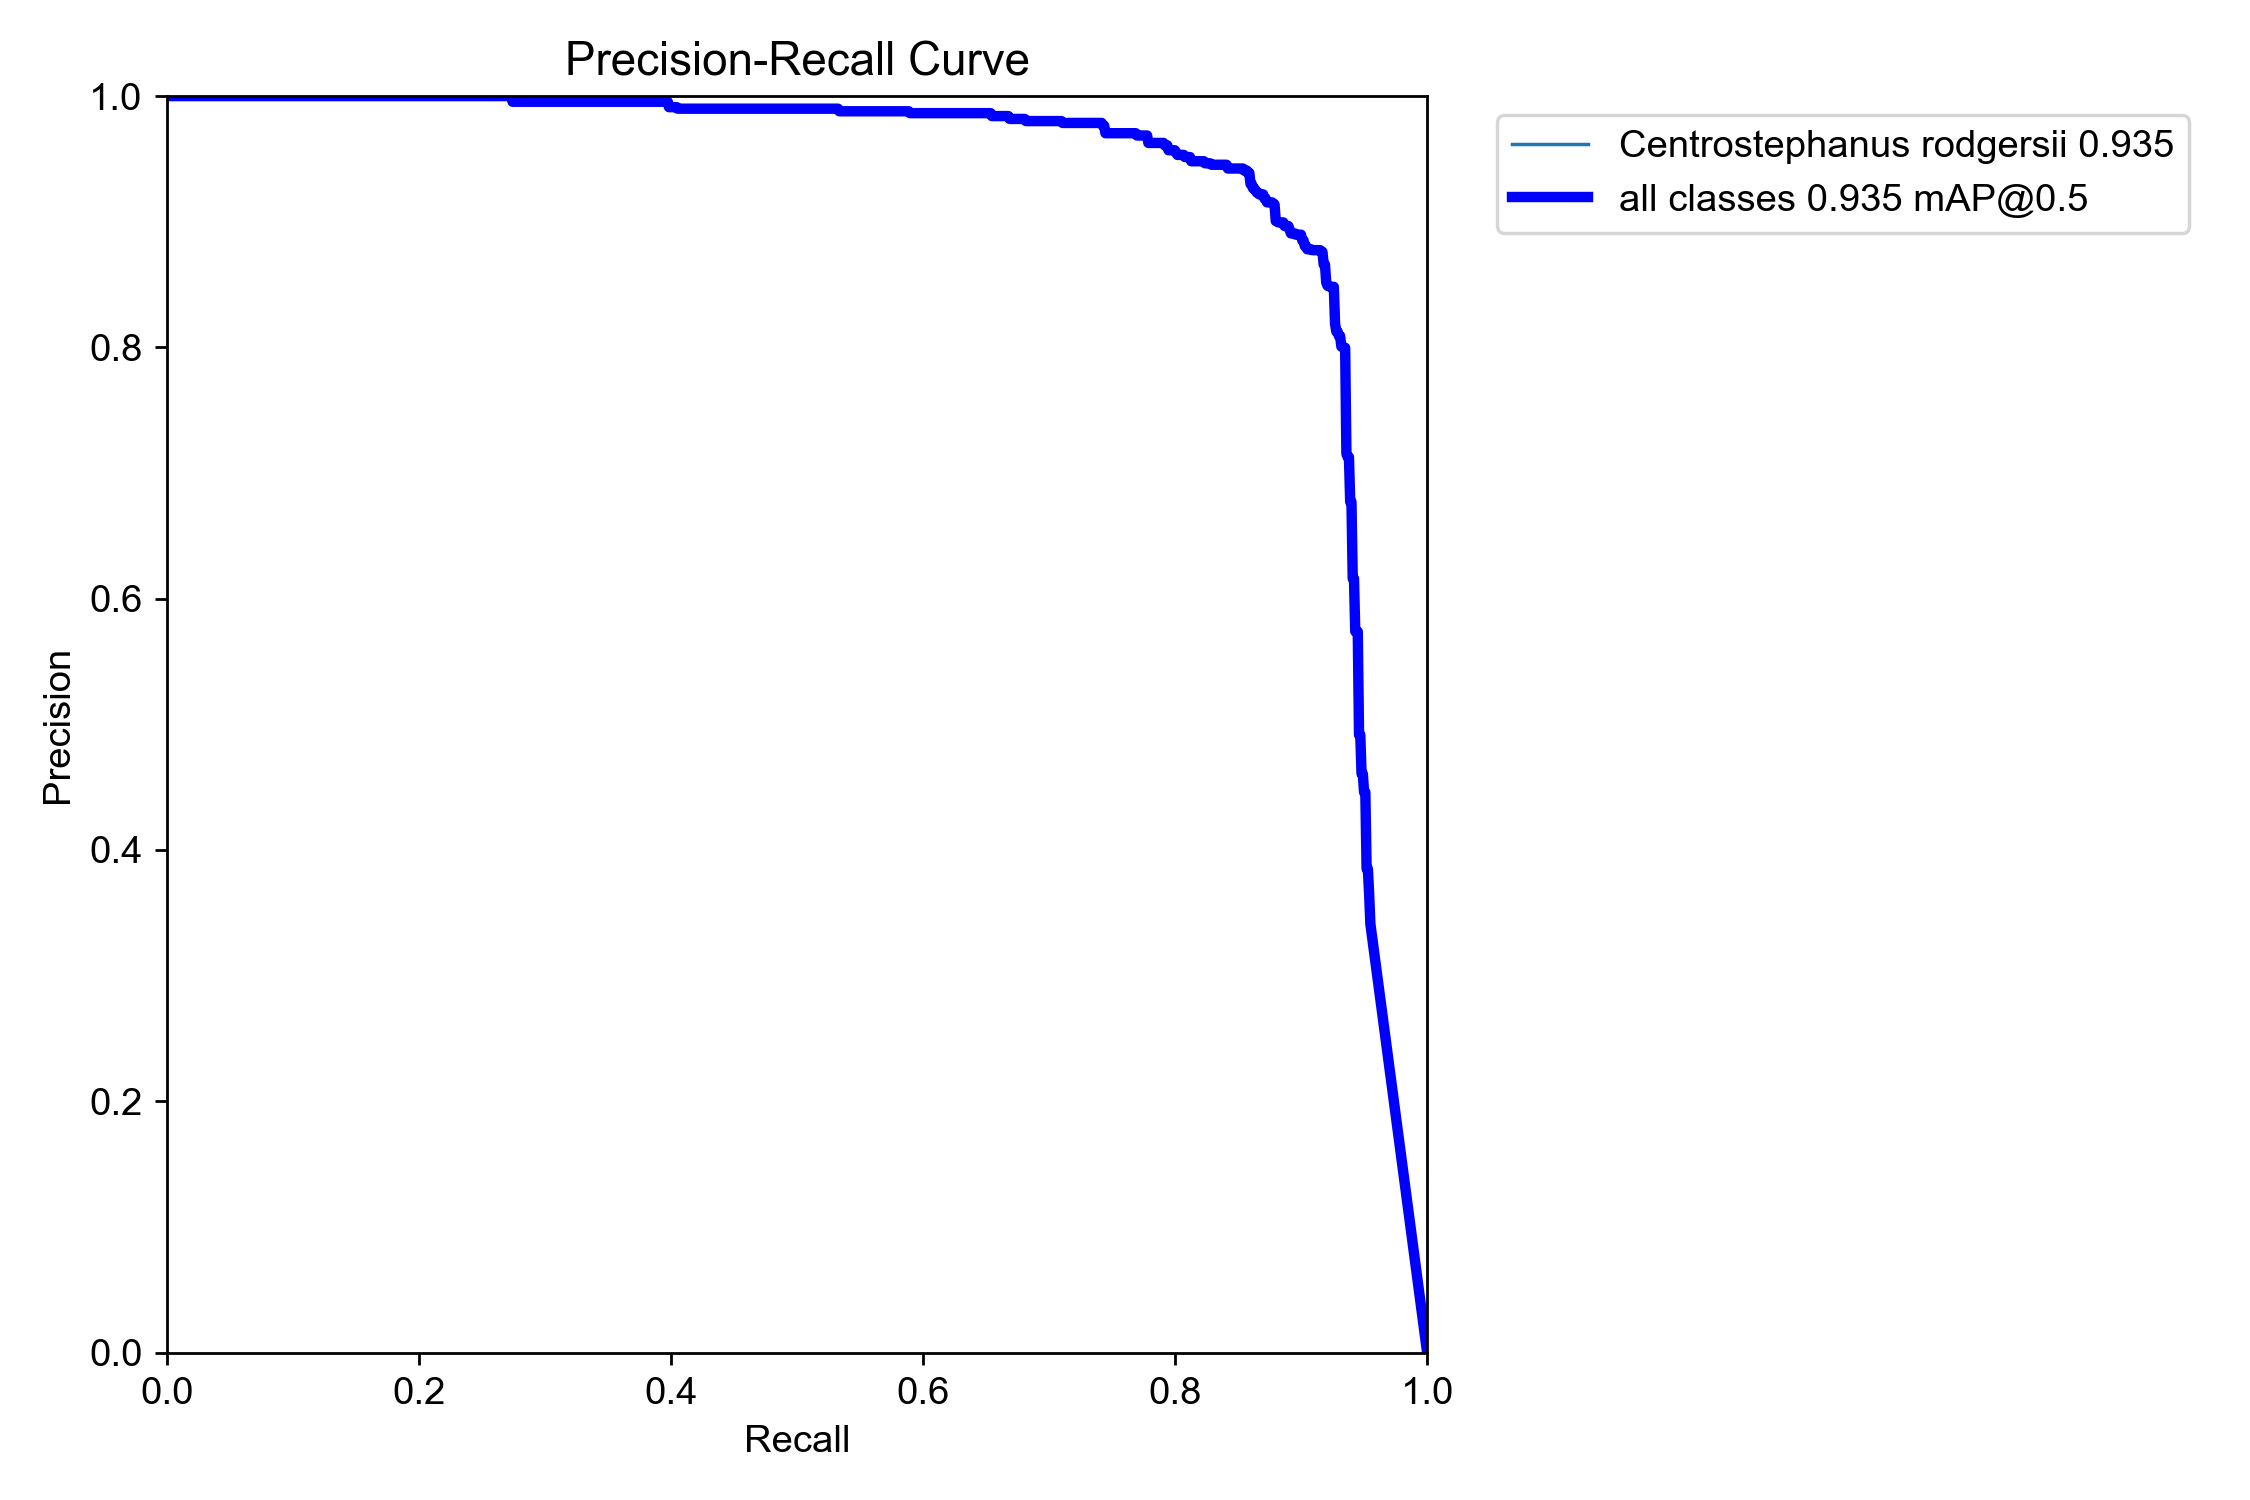 Precision-Recall Curve
1.0
0.8
0.6
0.4
0.2
0.0
Precision
0.0 0.2 0.4 0.6 0.8 1.0
Recall
Centrostephanus rodgersii 0.935
all classes 0.935 mAP@0.5